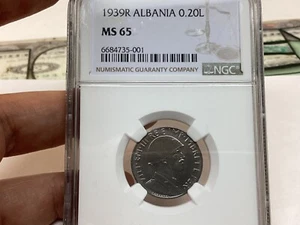 1939R ALBANIA 0.20L
MS 65
6684735-001
NUMISMATIC GUARANTY COMPANY
NGC